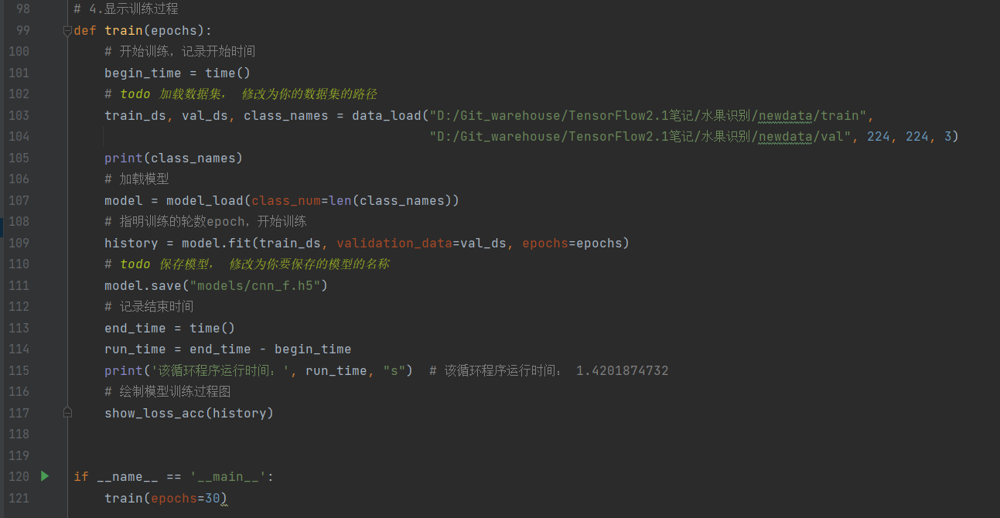 98 # 4.显示训练过程
99 def train(epochs):
100     # 开始训练，记录开始时间
101     begin_time = time()
102     # todo 加载数据集， 修改为你的数据集的路径
103     train_ds, val_ds, class_names = data_load("D:/Git_warehouse/TensorFlow2.1笔记/水果识别/newdata/train",
104                                               "D:/Git_warehouse/TensorFlow2.1笔记/水果识别/newdata/val", 224, 224, 3)
105     print(class_names)
106     # 加载模型
107     model = model_load(class_num=len(class_names))
108     # 指明训练的轮数epoch，开始训练
109     history = model.fit(train_ds, validation_data=val_ds, epochs=epochs)
110     # todo 保存模型， 修改为你要保存的模型的名称
111     model.save("models/cnn_f.h5")
112     # 记录结束时间
113     end_time = time()
114     run_time = end_time - begin_time
115     print('该循环程序运行时间：', run_time, "s")  # 该循环程序运行时间： 1.4201874732
116     # 绘制模型训练过程图
117     show_loss_acc(history)
118
119
120 if __name__ == '__main__':
121     train(epochs=30)